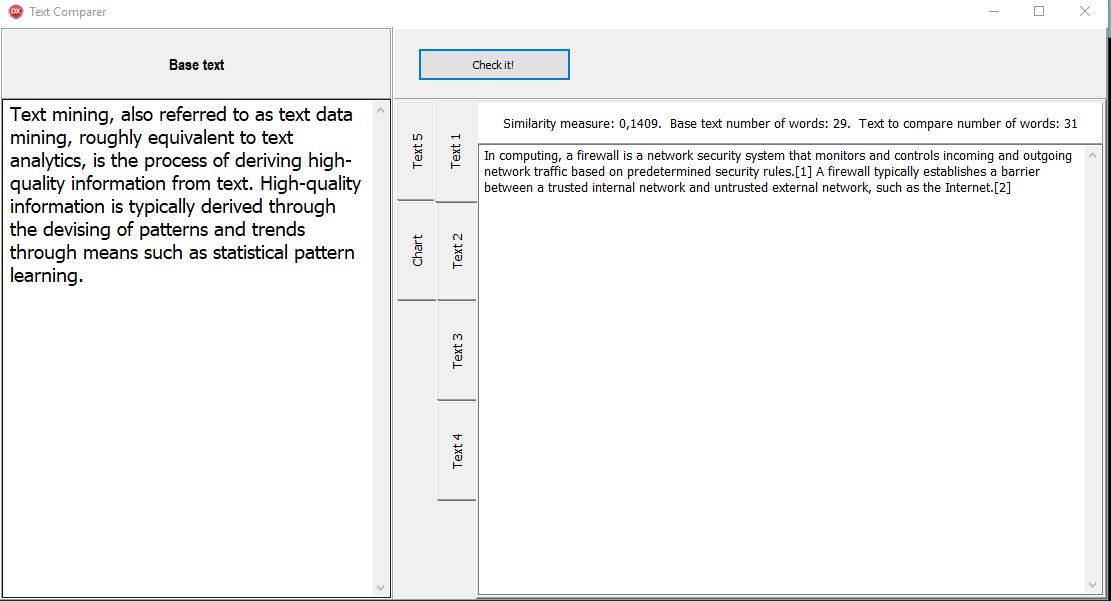 DX Text Comparer
Base text
Check it!
Text mining, also referred to as text data
mining, roughly equivalent to text
analytics, is the process of deriving high-
quality information from text. High-quality
information is typically derived through
the devising of patterns and trends
through means such as statistical pattern
learning.
Text 5
Chart
Text 1
Text 2
Text 3
Text 4
Similarity measure: 0,1409.  Base text number of words: 29.  Text to compare number of words: 31
In computing, a firewall is a network security system that monitors and controls incoming and outgoing
network traffic based on predetermined security rules.[1] A firewall typically establishes a barrier
between a trusted internal network and untrusted external network, such as the Internet.[2]